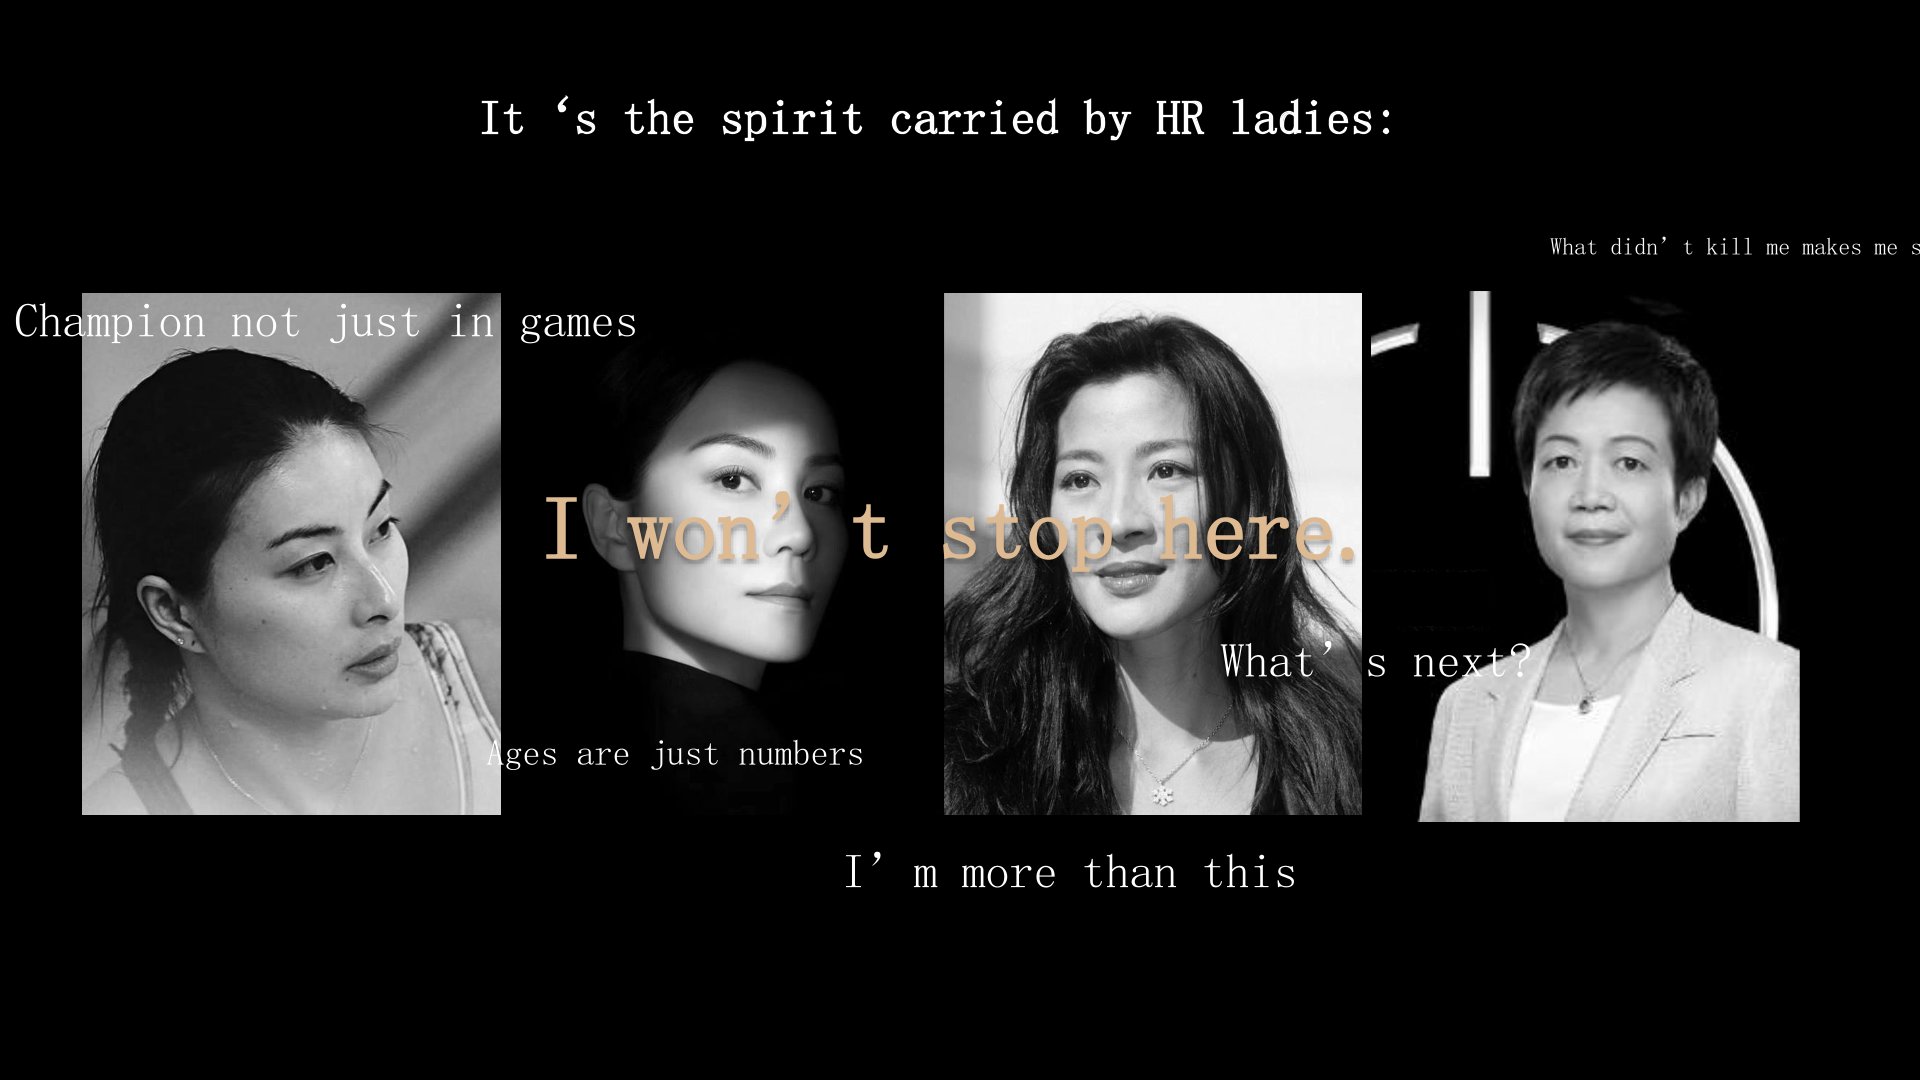 It ‘s the spirit carried by HR ladies:
What didn’t kill me makes me s
Champion not just in games
I won’t stop here.
What’s next?
Ages are just numbers
I’m more than this